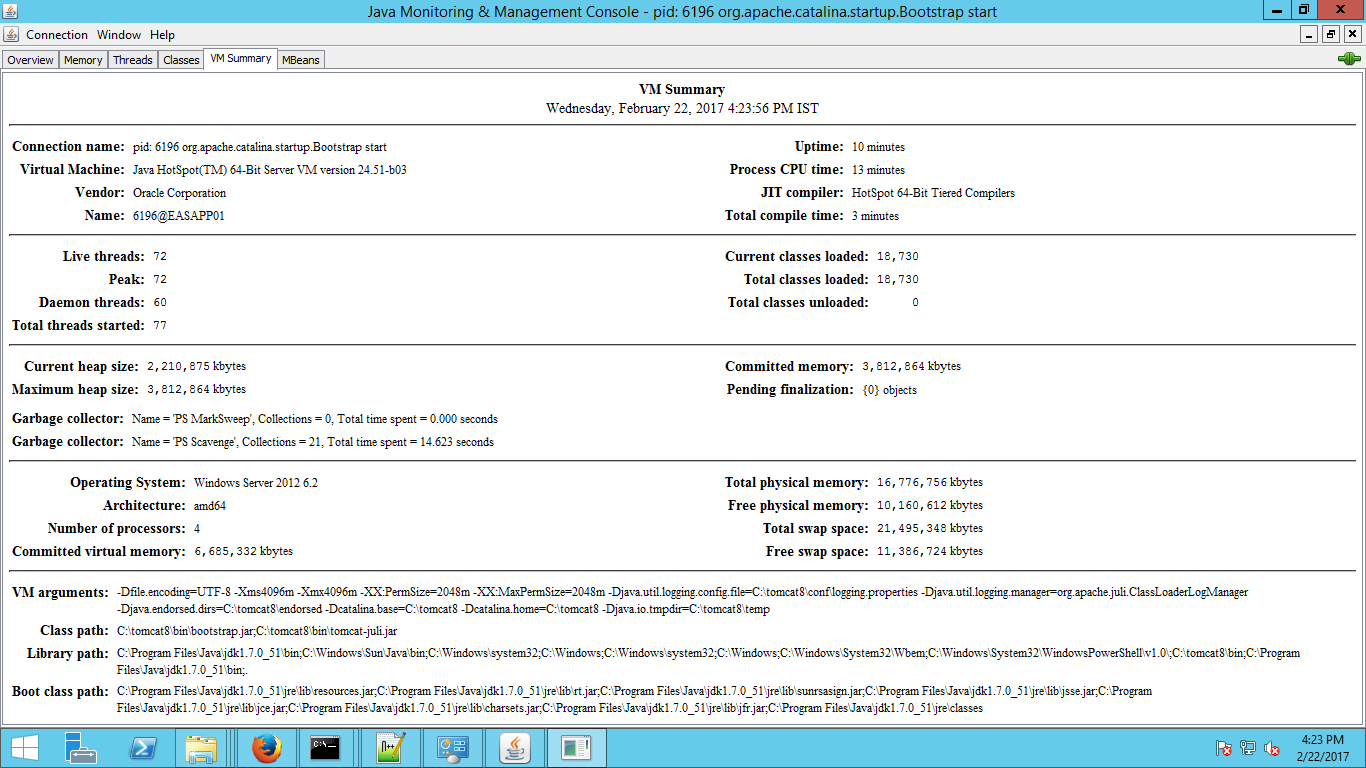 Java Monitoring & Management Console - pid: 6196 org.apache.catalina.startup.Bootstrap start
Connection Window Help
Overview Memory Threads Classes VM Summary MBeans
VM Summary
Wednesday, February 22, 2017 4:23:56 PM IST
Connection name: pid: 6196 org.apache.catalina.startup.Bootstrap start
Virtual Machine: Java HotSpot(TM) 64-Bit Server VM version 24.51-b03
Vendor: Oracle Corporation
Name: 6196@EASAPP01
Uptime: 10 minutes
Process CPU time: 13 minutes
JIT compiler: HotSpot 64-Bit Tiered Compilers
Total compile time: 3 minutes
Live threads: 72
Peak: 72
Daemon threads: 60
Total threads started: 77
Current classes loaded: 18,730
Total classes loaded: 18,730
Total classes unloaded: 0
Current heap size: 2,210,875 kbytes
Maximum heap size: 3,812,864 kbytes
Committed memory: 3,812,864 kbytes
Pending finalization: {0} objects
Garbage collector: Name = 'PS MarkSweep', Collections = 0, Total time spent = 0.000 seconds
Garbage collector: Name = 'PS Scavenge', Collections = 21, Total time spent = 14.623 seconds
Operating System: Windows Server 2012 6.2
Architecture: amd64
Number of processors: 4
Committed virtual memory: 6,685,332 kbytes
Total physical memory: 16,776,756 kbytes
Free physical memory: 10,160,612 kbytes
Total swap space: 21,495,348 kbytes
Free swap space: 11,386,724 kbytes
VM arguments: -Dfile.encoding=UTF-8 -Xms4096m -Xmx4096m -XX:PermSize=2048m -XX:MaxPermSize=2048m -Djava.util.logging.config.file=C:\tomcat8\conf\logging.properties -Djava.util.logging.manager=org.apache.juli.ClassLoaderLogManager
-Djava.endorsed.dirs=C:\tomcat8\endorsed -Dcatalina.base=C:\tomcat8 -Dcatalina.home=C:\tomcat8 -Djava.io.tmpdir=C:\tomcat8\temp
Class path: C:\tomcat8\bin\bootstrap.jar;C:\tomcat8\bin\tomcat-juli.jar
Library path: C:\Program Files\Java\jdk1.7.0_51\bin;C:\Windows\Sun\Java\bin;C:\Windows\system32;C:\Windows;C:\Windows\system32;C:\Windows;C:\Windows\System32\Wbem;C:\Windows\System32\WindowsPowerShell\v1.0\;C:\tomcat8\bin;C:\Program
Files\Java\jdk1.7.0_51\bin;.
Boot class path: C:\Program Files\Java\jdk1.7.0_51\jre\lib\resources.jar;C:\Program Files\Java\jdk1.7.0_51\jre\lib\rt.jar;C:\Program Files\Java\jdk1.7.0_51\jre\lib\sunrsasign.jar;C:\Program Files\Java\jdk1.7.0_51\jre\lib\jsse.jar;C:\Program
Files\Java\jdk1.7.0_51\jre\lib\jce.jar;C:\Program Files\Java\jdk1.7.0_51\jre\lib\charsets.jar;C:\Program Files\Java\jdk1.7.0_51\jre\lib\jfr.jar;C:\Program Files\Java\jdk1.7.0_51\jre\classes
4:23 PM
2/22/2017